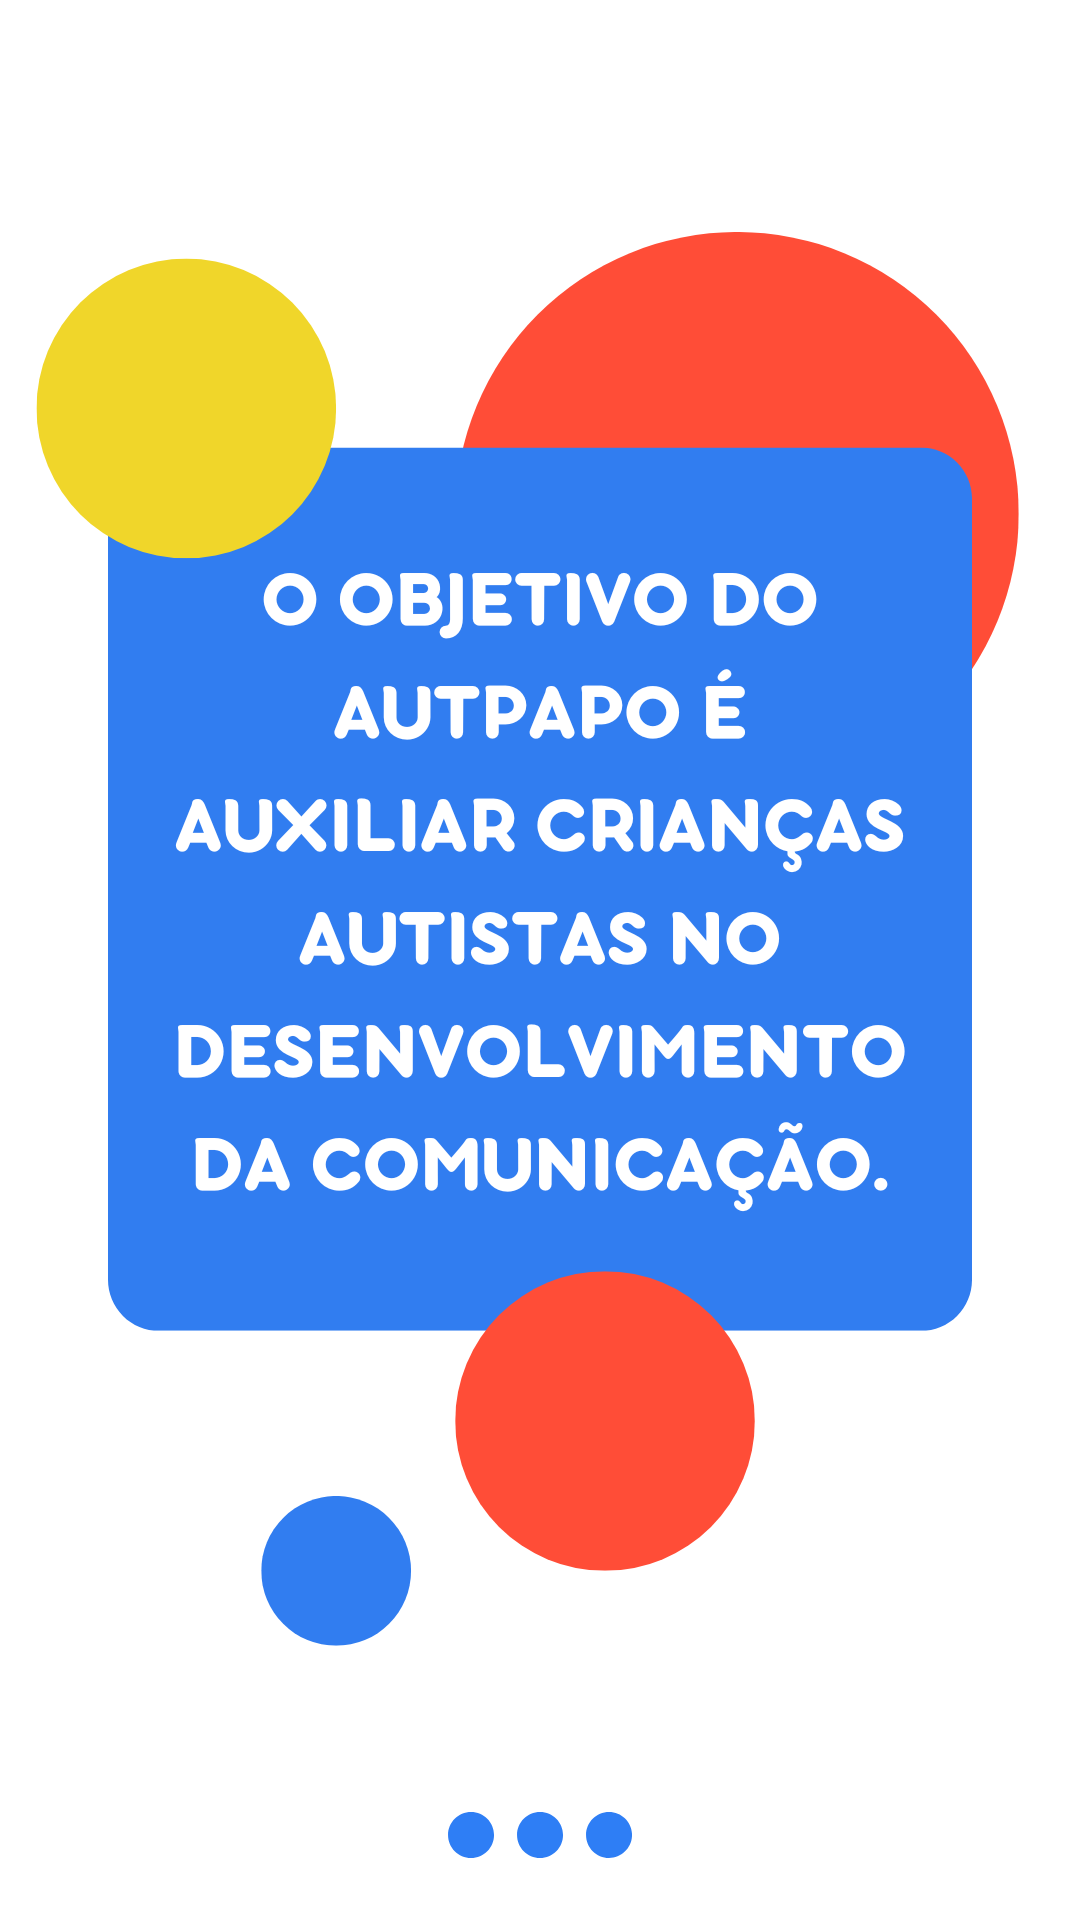 O OBJETIVO DO
AUTPAPO É
AUXILIAR CRIANÇAS
AUTISTAS NO
DESENVOLVIMENTO
DA COMUNICAÇÃO.